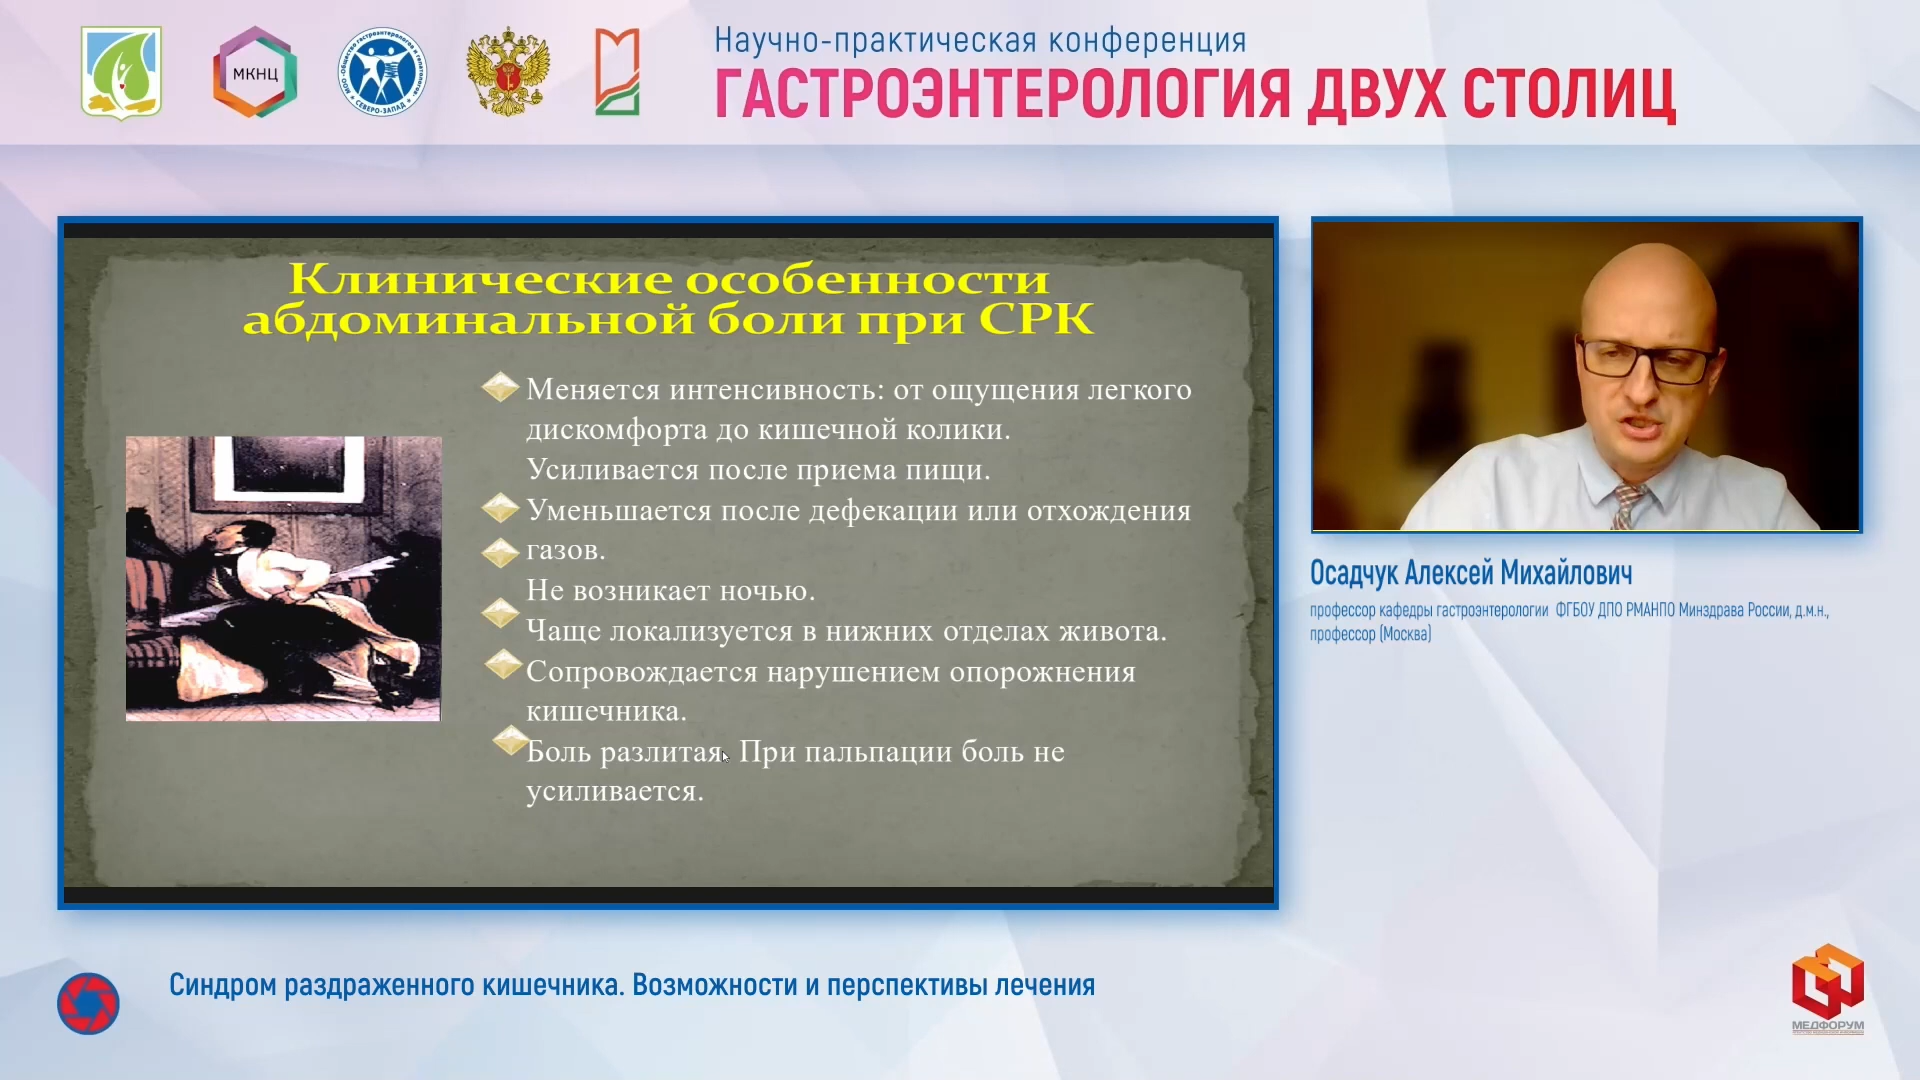 МКНЦ
СЕВЕРО-ЗАПАД
Научно-практическая конференция
ГАСТРОЭНТЕРОЛОГИЯ ДВУХ СТОЛИЦ
Клинические особенности
абдоминальной боли при СРК
Меняется интенсивность: от ощущения легкого
дискомфорта до кишечной колики.
Усиливается после приема пищи.
Уменьшается после дефекации или отхождения
газов.
Не возникает ночью.
Чаще локализуется в нижних отделах живота.
Сопровождается нарушением опорожнения
кишечника.
Боль разлитая. При пальпации боль не
усиливается.
Осадчук Алексей Михайлович
профессор кафедры гастроэнтерологии ФГБОУ ДПО РМАНПО Минздрава России, д.м.н.,
профессор (Москва)
Синдром раздраженного кишечника. Возможности и перспективы лечения
МЕДФОРУМ